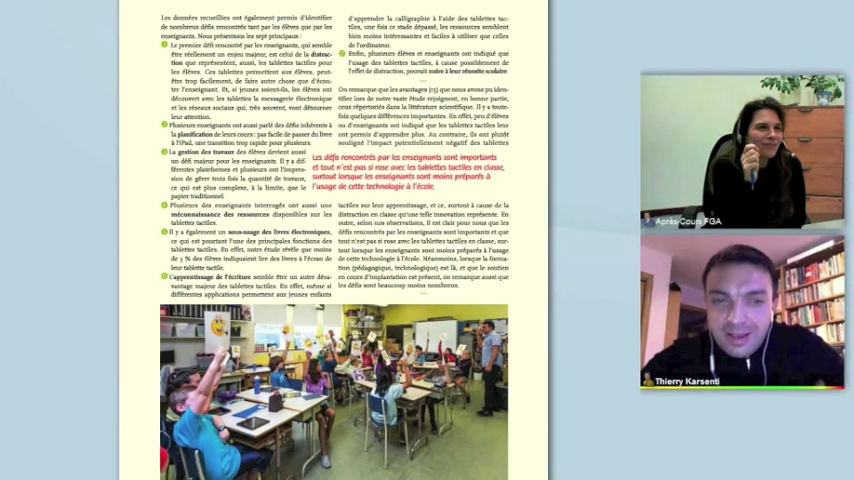 Les données recueillies ont également permis d'identifier
de nombreux défis rencontrés tant par les élèves que par les
enseignants. Nous présentons les sept principaux :
1 Le premier défi rencontré par les enseignants, qui semble
être réellement un enjeu majeur, est celui de la distrac-
tion que représentent, aussi, les tablettes tactiles pour
les élèves. Ces tablettes permettent aux élèves, peut-
être trop facilement, de faire autre chose que d'écou-
ter l'enseignant. Et, si jeunes soient-ils, les élèves ont
découvert avec les tablettes la messagerie électronique
et les réseaux sociaux qui, très souvent, vont détourner
leur attention.
2 Plusieurs enseignants ont aussi parlé des défis inhérents à
la planification de leurs cours : pas facile de passer du livre
à l'iPad, une transition trop rapide pour plusieurs.
3 La gestion des travaux des élèves devient aussi
un défi majeur pour les enseignants. Il y a dif-
férentes plateformes et plusieurs ont l'impres-
sion de gérer trois fois la quantité de travaux,
ce qui est plus complexe, à la limite, que le
papier traditionnel.
4 Plusieurs des enseignants interrogés ont aussi une
méconnaissance des ressources disponibles sur les
tablettes tactiles.
5 Il y a également un sous-usage des livres électroniques,
ce qui est pourtant l'une des principales fonctions des
tablettes tactiles. En effet, notre étude révèle que moins
de 5 % des élèves indiquaient lire des livres à l'écran de
leur tablette tactile.
6 L'apprentissage de l'écriture semble être un autre désa-
vantage majeur des tablettes tactiles. En effet, même si
différentes applications permettent aux jeunes enfants
d'apprendre la calligraphie à l'aide des tablettes tac-
tiles, une fois ce stade dépassé, les ressources semblent
bien moins intéressantes et faciles à utiliser que celles
de l'ordinateur.
7 Enfin, plusieurs élèves et enseignants ont indiqué que
l'usage des tablettes tactiles, à cause possiblement de
l'effet de distraction, pouvait nuire à leur réussite scolaire.
...
On remarque que les avantages (15) que nous avons pu iden-
tifier lors de notre vaste étude rejoignent, en bonne partie,
ceux répertoriés dans la littérature scientifique. Il y a toute-
fois quelques différences importantes. En effet, peu d'élèves
ou d'enseignants ont indiqué que les tablettes tactiles leur
ont permis d'apprendre plus. Au contraire, ils ont plutôt
souligné l'impact potentiellement négatif des tablettes
Les défis rencontrés par les enseignants sont importants
et tout n'est pas si rose avec les tablettes tactiles en classe,
surtout lorsque les enseignants sont moins préparés à
l'usage de cette technologie à l'école.
tactiles sur leur apprentissage, et ce, surtout à cause de la
distraction en classe qu'une telle innovation représente. En
outre, selon nos observations, il est clair pour nous que les
défis rencontrés par les enseignants sont importants et que
tout n'est pas si rose avec les tablettes tactiles en classe, sur-
tout lorsque les enseignants sont moins préparés à l'usage
de cette technologie à l'école. Néanmoins, lorsque la forma-
tion (pédagogique, technologique) est là, et que le soutien
en cours d'implantation est présent, on remarque aussi que
les défis sont beaucoup moins nombreux.
...
Après-Cours FGA
Thierry Karsenti